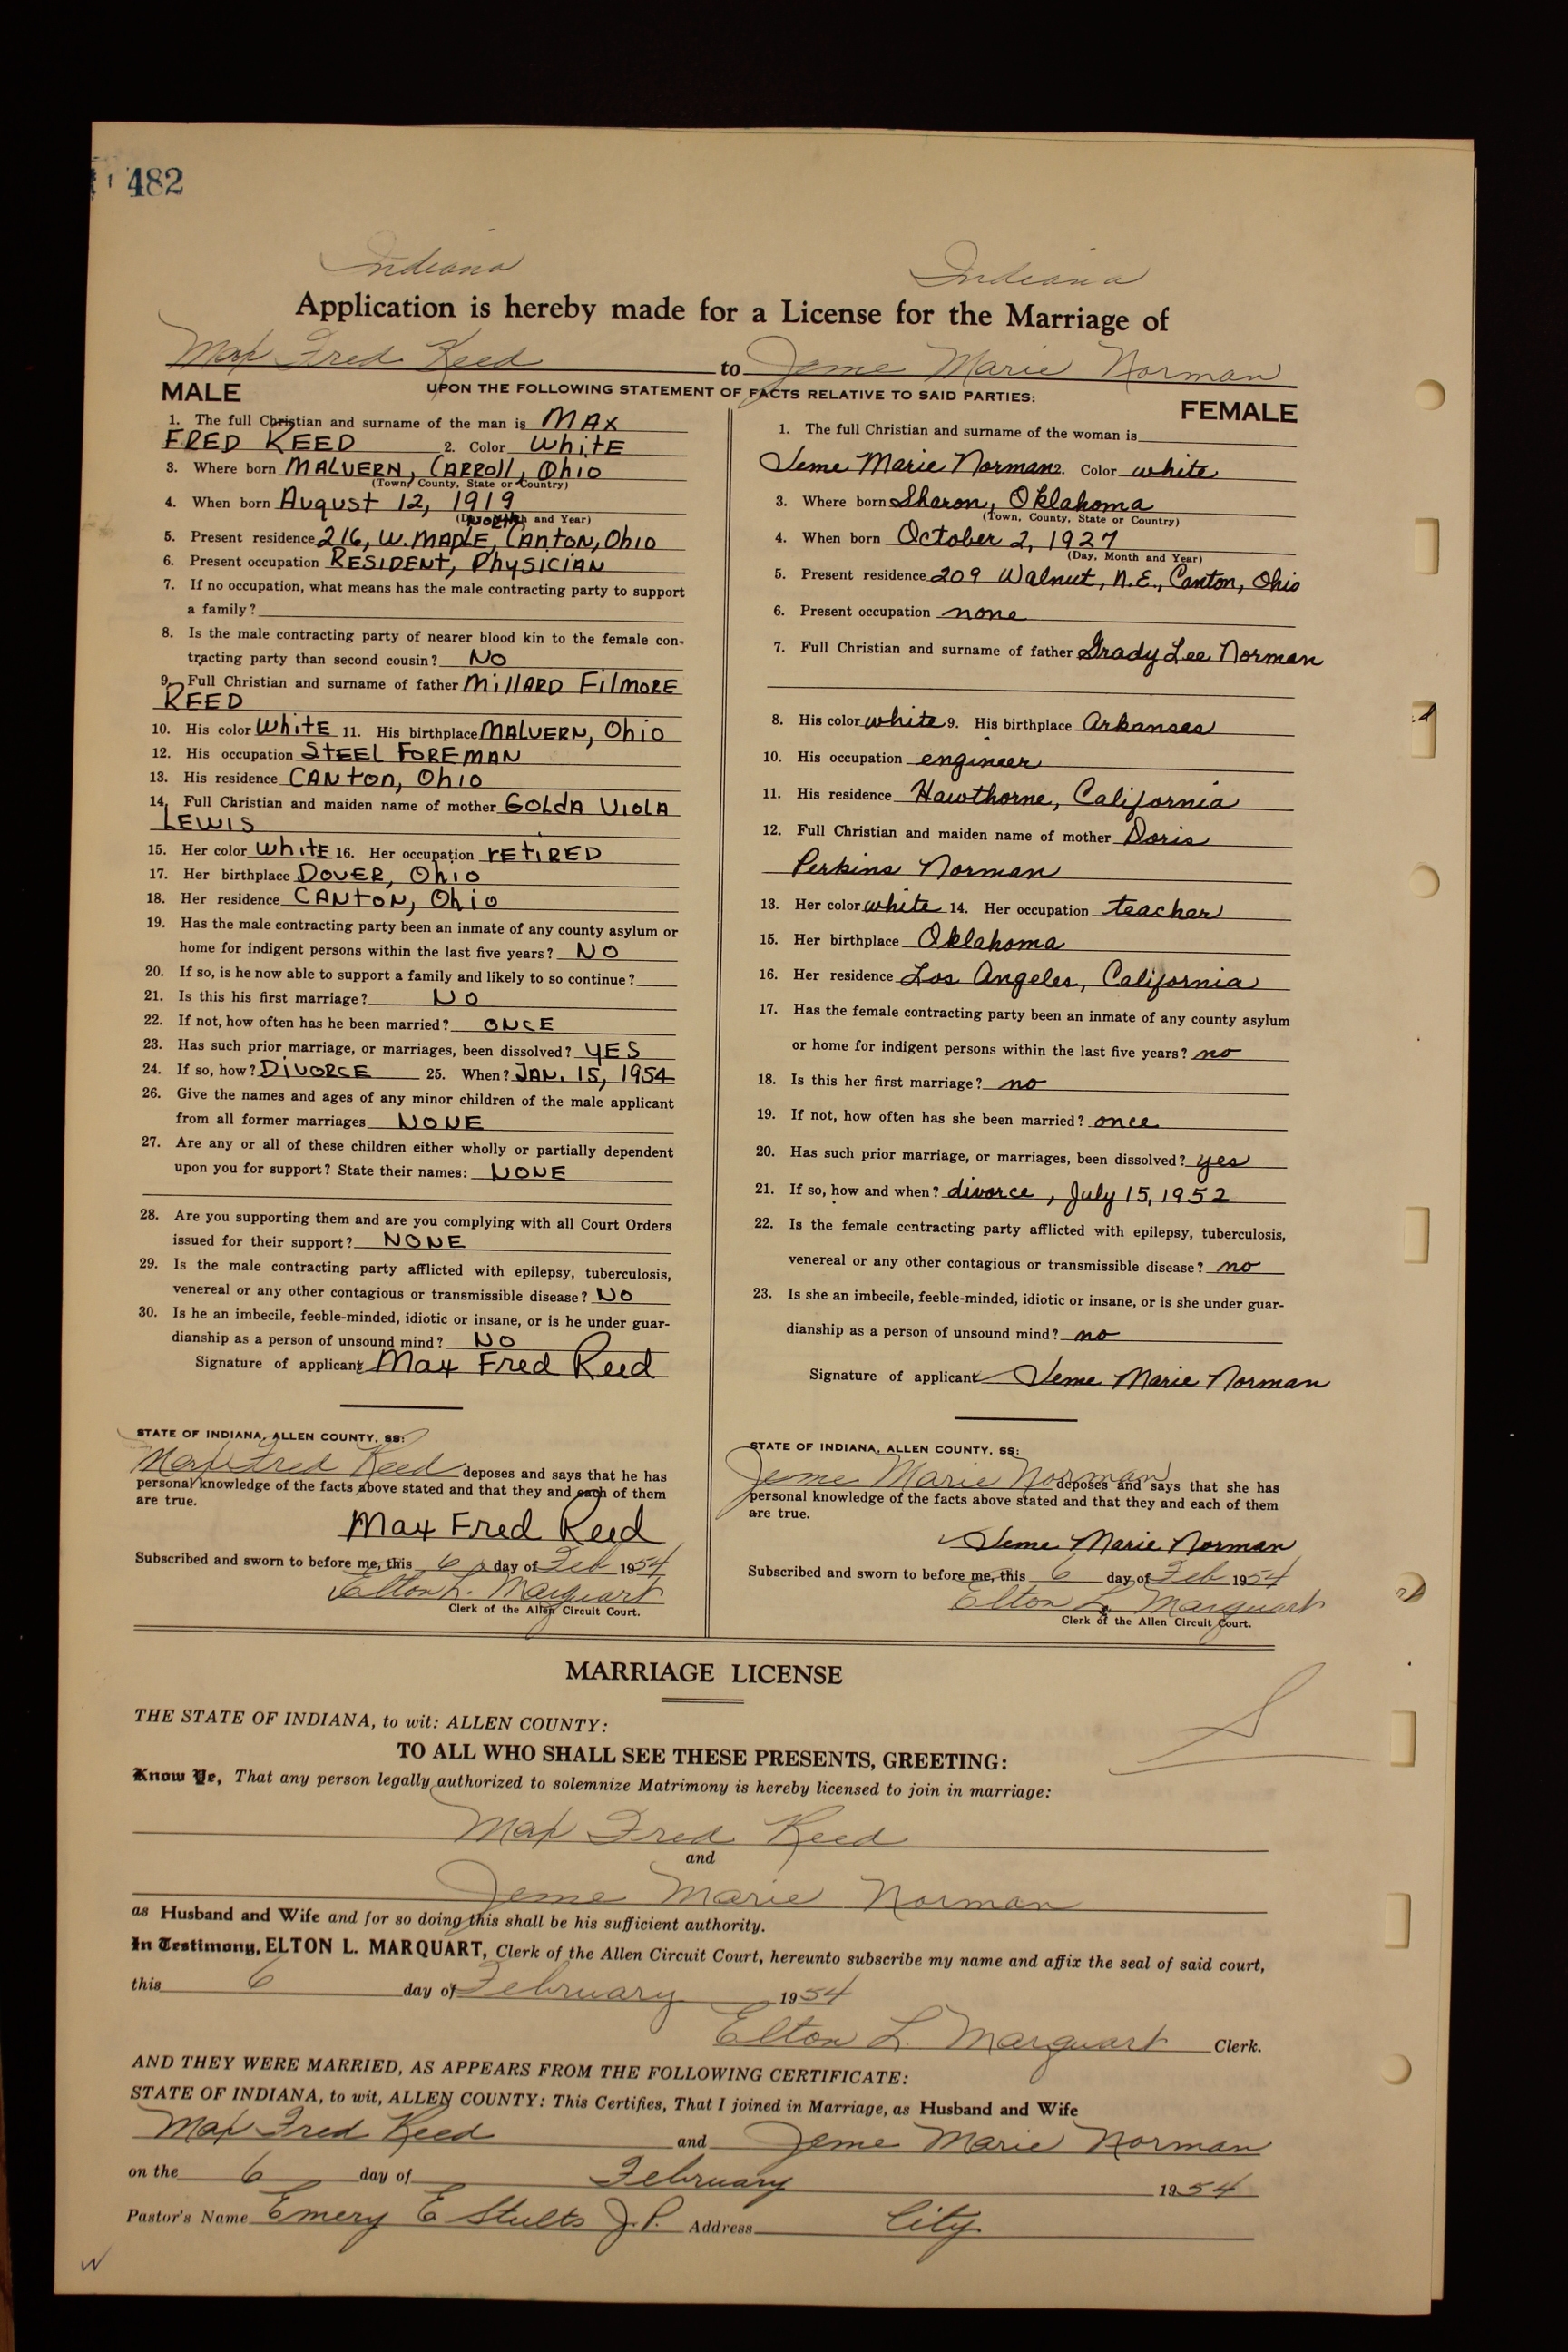 482
Indiana Indiana
Application is hereby made for a License for the Marriage of
Max Fred Reed to Jeme Marie Norman
UPON THE FOLLOWING STATEMENT OF FACTS RELATIVE TO SAID PARTIES:
MALE
1. The full Christian and surname of the man is MAX
FRED REED 2. Color White
3. Where born MALVERN, CARROLL, Ohio
(Town, County, State or Country)
4. When born August 12, 1919
(Day, Month and Year)
North
5. Present residence 216, W. MAPLE, CANTON, Ohio
6. Present occupation RESIDENT, PhYSICIAN
7. If no occupation, what means has the male contracting party to support
a family?
8. Is the male contracting party of nearer blood kin to the female con-
tracting party than second cousin? No
9. Full Christian and surname of father MillARD FilmORE
REED
10. His color White 11. His birthplace MALVERN, Ohio
12. His occupation STEEL FOREMAN
13. His residence CANTON, Ohio
14. Full Christian and maiden name of mother GOLDA VIOLA
LEWIS
15. Her color White 16. Her occupation RETIRED
17. Her birthplace DOVER, Ohio
18. Her residence CANTON, Ohio
19. Has the male contracting party been an inmate of any county asylum or
home for indigent persons within the last five years? NO
20. If so, is he now able to support a family and likely to so continue?
21. Is this his first marriage? NO
22. If not, how often has he been married? ONCE
23. Has such prior marriage, or marriages, been dissolved? YES
24. If so, how? DIVORCE 25. When? JAN. 15, 1954
26. Give the names and ages of any minor children of the male applicant
from all former marriages NONE
27. Are any or all of these children either wholly or partially dependent
upon you for support? State their names: NONE
28. Are you supporting them and are you complying with all Court Orders
issued for their support? NONE
29. Is the male contracting party afflicted with epilepsy, tuberculosis,
venereal or any other contagious or transmissible disease? NO
30. Is he an imbecile, feeble-minded, idiotic or insane, or is he under guar-
dianship as a person of unsound mind? NO
Signature of applicant Max Fred Reed
STATE OF INDIANA, ALLEN COUNTY, SS:
Max Fred Reed deposes and says that he has
personal knowledge of the facts above stated and that they and each of them
are true.
Max Fred Reed
Subscribed and sworn to before me, this 6 day of Feb 1954
Elton L. Marquart
Clerk of the Allen Circuit Court.
FEMALE
1. The full Christian and surname of the woman is
Jeme Marie Norman 2. Color white
3. Where born Sharon, Oklahoma
(Town, County, State or Country)
4. When born October 2, 1927
(Day, Month and Year)
5. Present residence 209 Walnut, N.E., Canton, Ohio
6. Present occupation none
7. Full Christian and surname of father Grady Lee Norman
8. His color white 9. His birthplace Arkansas
10. His occupation engineer
11. His residence Hawthorne, California
12. Full Christian and maiden name of mother Doris
Perkins Norman
13. Her color white 14. Her occupation teacher
15. Her birthplace Oklahoma
16. Her residence Los Angeles, California
17. Has the female contracting party been an inmate of any county asylum
or home for indigent persons within the last five years? no
18. Is this her first marriage? no
19. If not, how often has she been married? once
20. Has such prior marriage, or marriages, been dissolved? yes
21. If so, how and when? divorce, July 15, 1952
22. Is the female contracting party afflicted with epilepsy, tuberculosis,
venereal or any other contagious or transmissible disease? no
23. Is she an imbecile, feeble-minded, idiotic or insane, or is she under guar-
dianship as a person of unsound mind? no
Signature of applicant Jeme Marie Norman
STATE OF INDIANA, ALLEN COUNTY, SS:
Jeme Marie Norman deposes and says that she has
personal knowledge of the facts above stated and that they and each of them
are true.
Jeme Marie Norman
Subscribed and sworn to before me, this 6 day of Feb 1954
Elton L. Marquart
Clerk of the Allen Circuit Court.
MARRIAGE LICENSE
THE STATE OF INDIANA, to wit: ALLEN COUNTY:
TO ALL WHO SHALL SEE THESE PRESENTS, GREETING:
Know Ye, That any person legally authorized to solemnize Matrimony is hereby licensed to join in marriage:
Max Fred Reed
and
Jeme Marie Norman
as Husband and Wife and for so doing this shall be his sufficient authority.
In Testimony, ELTON L. MARQUART, Clerk of the Allen Circuit Court, hereunto subscribe my name and affix the seal of said court,
this 6 day of February 1954
Elton L. Marquart Clerk.
AND THEY WERE MARRIED, AS APPEARS FROM THE FOLLOWING CERTIFICATE:
STATE OF INDIANA, to wit, ALLEN COUNTY: This Certifies, That I joined in Marriage, as Husband and Wife
Max Fred Reed and Jeme Marie Norman
on the 6 day of February 1954
Pastor's Name Emery E Stults J.P. Address City